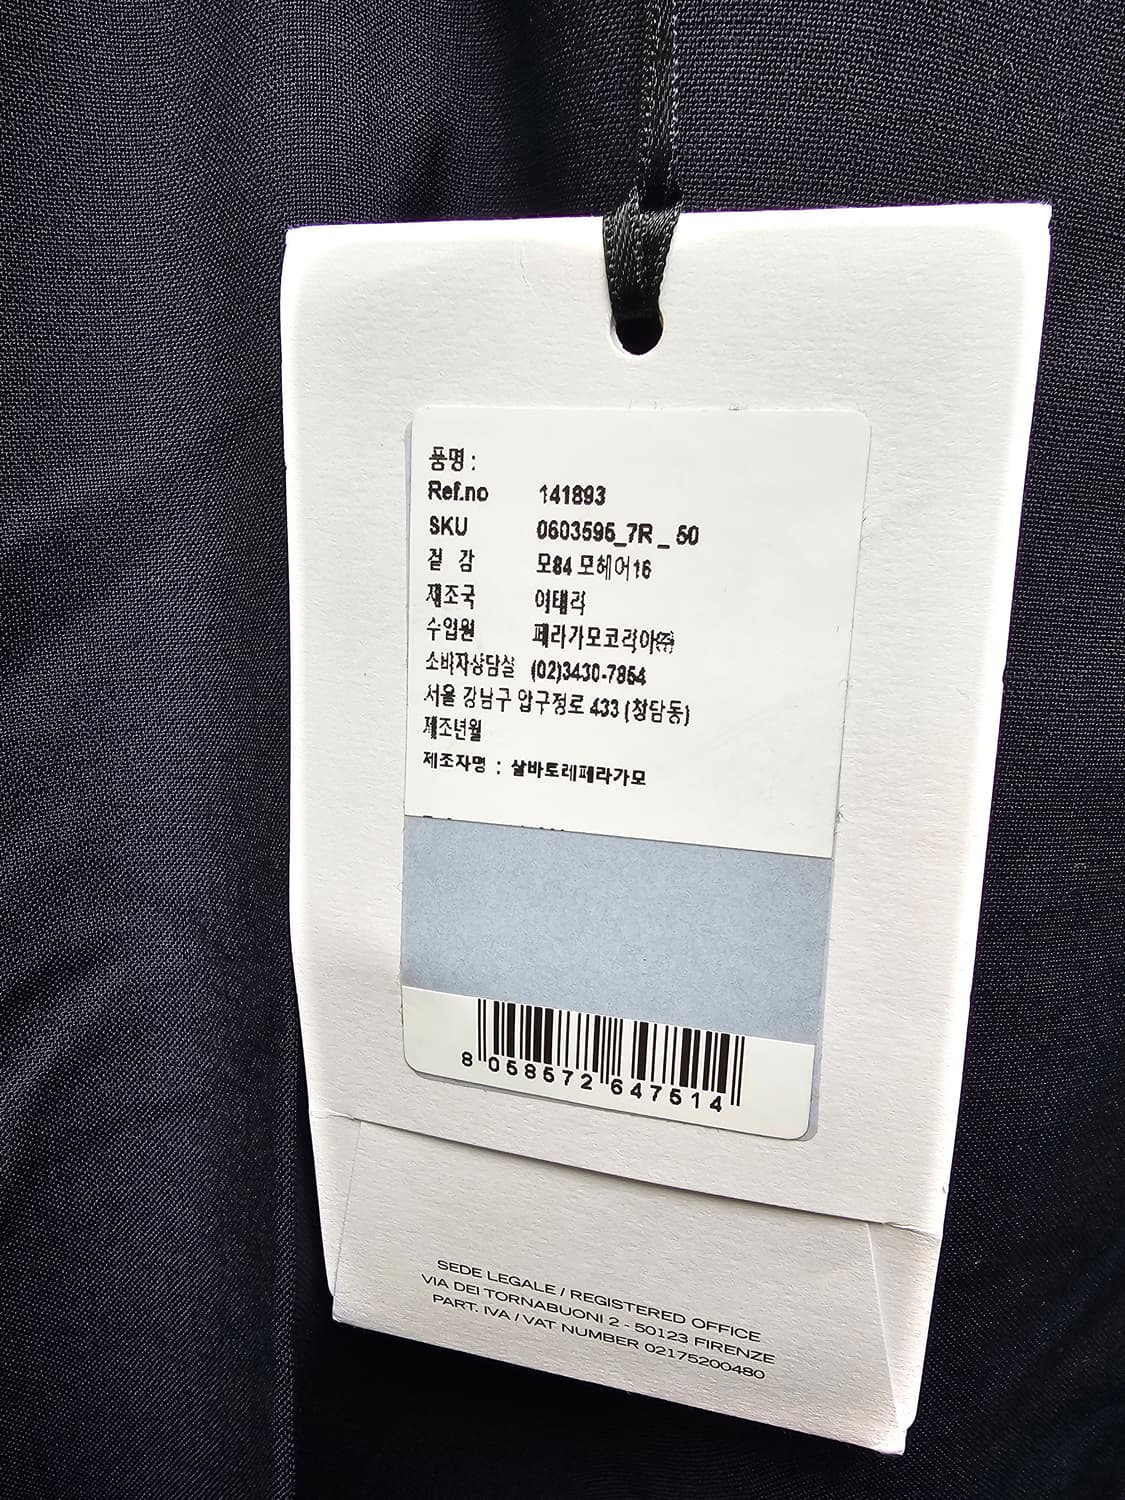 품명 :
Ref.no 141893
SKU 0603595_7R _ 50
겉 감 모84 모헤어16
제조국 이태리
수입원 페라가모코리아㈜
소바자상담실 (02)3430-7854
서울 강남구 압구정로 433 (청담동)
제조년월
제조자명 : 살바토레페라가모
8 058572 647514
SEDE LEGALE / REGISTERED OFFICE
VIA DEI TORNABUONI 2 - 50123 FIRENZE
PART. IVA / VAT NUMBER 02175200480